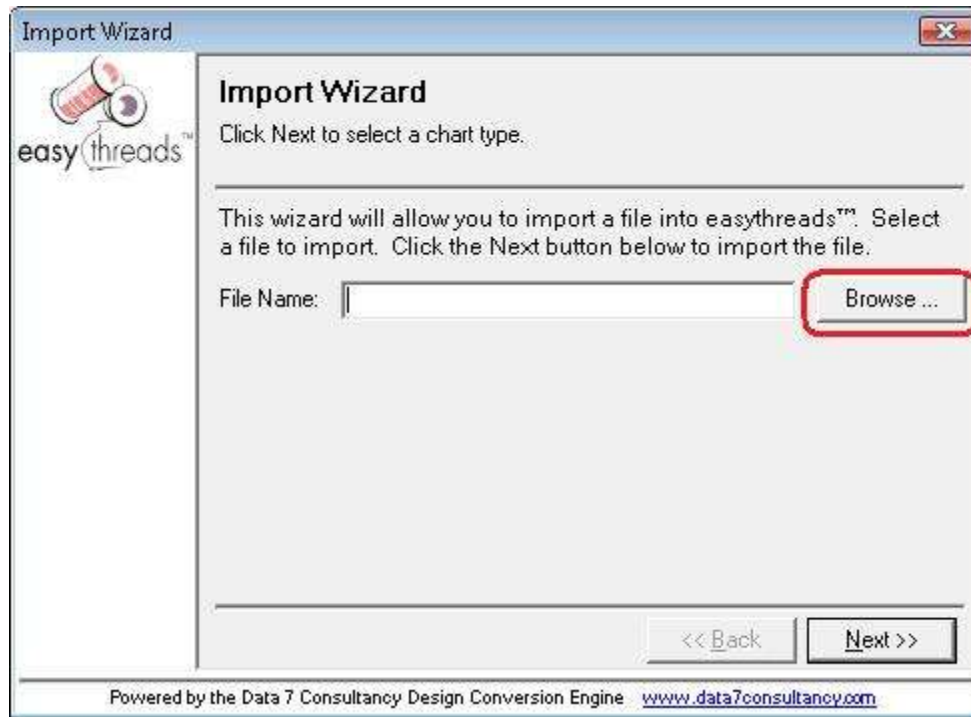 Import Wizard
easythreads™
Import Wizard
Click Next to select a chart type.
This wizard will allow you to import a file into easythreads™. Select
a file to import. Click the Next button below to import the file.
File Name:
Browse ...
<< Back
Next >>
Powered by the Data 7 Consultancy Design Conversion Engine www.data7consultancy.com